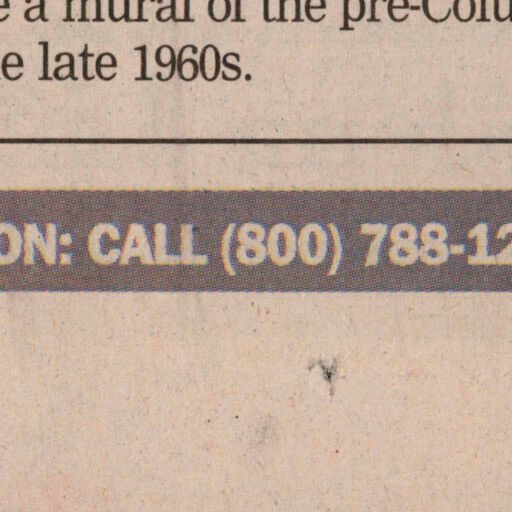 a mural of the pre-Colu
late 1960s.
ON: CALL (800) 788-12